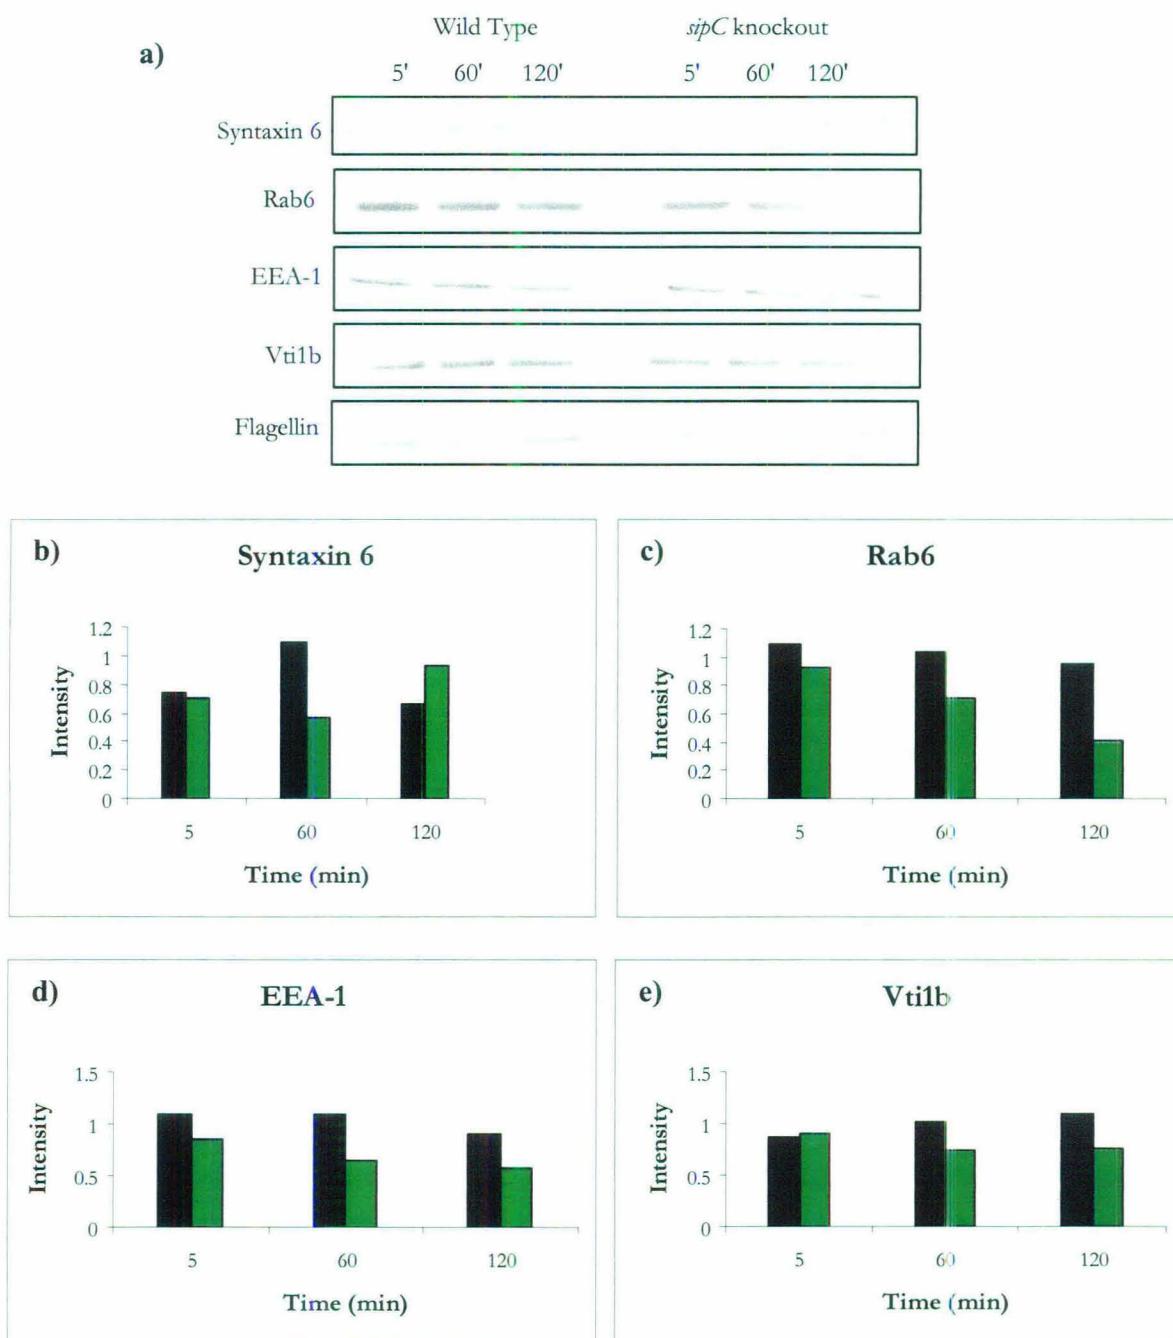 a)
Wild Type sipC knockout
5' 60' 120' 5' 60' 120'
Syntaxin 6
Rab6
EEA-1
Vti1b
Flagellin
b)
Syntaxin 6
Intensity
1.2
1
0.8
0.6
0.4
0.2
0
5 60 120
Time (min)
c)
Rab6
Intensity
1.2
1
0.8
0.6
0.4
0.2
0
5 60 120
Time (min)
d)
EEA-1
Intensity
1.5
1
0.5
0
5 60 120
Time (min)
e)
Vti1b
Intensity
1.5
1
0.5
0
5 60 120
Time (min)